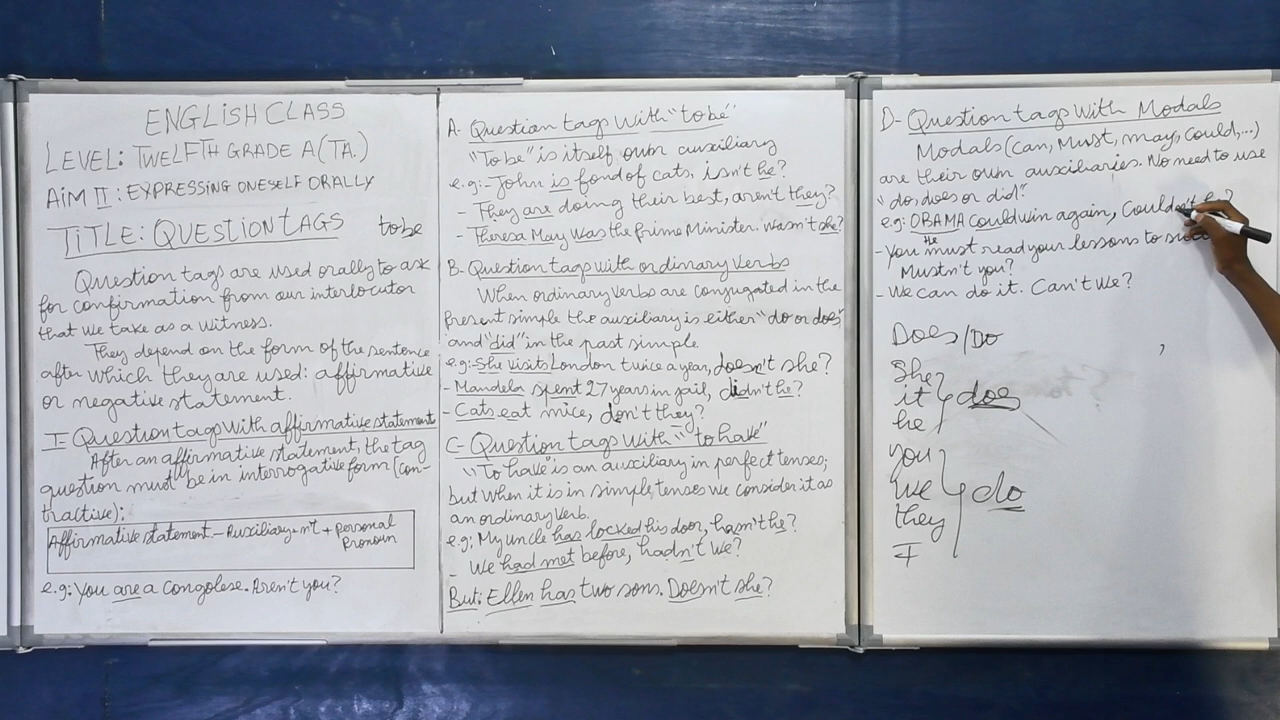 ENGLISH CLASS
LEVEL: TWELFTH GRADE A (TA.)
AIM II : EXPRESSING ONESELF ORALLY
TITLE: QUESTION TAGS
to be
Question tags are used orally to ask
for confirmation from our interlocutor
that we take as a witness.
They depend on the form of the sentence
after which they are used: affirmative
or negative statement.
I- Question tags with affirmative statement
After an affirmative statement, the tag
question must be in interrogative form (con-
tractive):
Affirmative statement - Auxiliary + n't + personal
pronoun
e.g: You are a congolese. Aren't you?
A- Question tags with "to be"
"To be" is itself own auxiliary
e.g: - John is fond of cats, isn't he?
- They are doing their best, aren't they?
- Theresa May was the prime Minister. Wasn't she?
B- Question tags with ordinary verbs
When ordinary verbs are conjugated in the
present simple the auxiliary is either "do or does"
and "did" in the past simple
e.g: - She visits London twice a year, doesn't she?
- Mandela spent 27 years in jail, didn't he?
- Cats eat mice, don't they?
C- Question tags with "to have"
"To have" is an auxiliary in perfect tenses;
but when it is in simple tenses we consider it as
an ordinary verb.
e.g: My uncle has locked his door, hasn't he?
- We had met before, hadn't we?
But: Ellen has two sons. Doesn't she?
D- Question tags with Modals
Modals (can, Must, may, could,...)
are their own auxiliaries. No need to use
"do, does or did".
e.g: OBAMA could win again, Couldn't he?
he
- You must read your lessons to
Mustn't you?
- We can do it. Can't we?
Does/Do
She
it does
he
you
we do
they
I